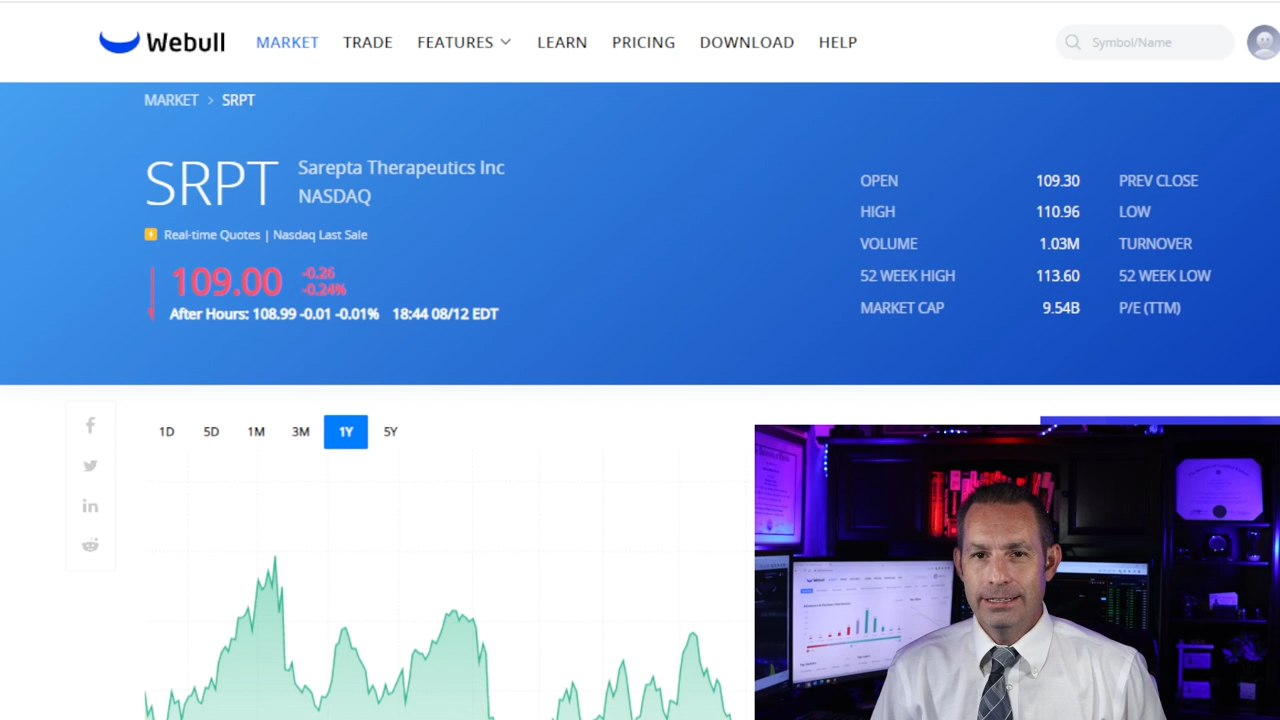 Webull MARKET TRADE FEATURES LEARN PRICING DOWNLOAD HELP Symbol/Name
MARKET > SRPT
SRPT Sarepta Therapeutics Inc
NASDAQ
Real-time Quotes | Nasdaq Last Sale
109.00 -0.26
-0.24%
After Hours: 108.99 -0.01 -0.01% 18:44 08/12 EDT
OPEN 109.30 PREV CLOSE
HIGH 110.96 LOW
VOLUME 1.03M TURNOVER
52 WEEK HIGH 113.60 52 WEEK LOW
MARKET CAP 9.54B P/E (TTM)
1D 5D 1M 3M 1Y 5Y
Webull